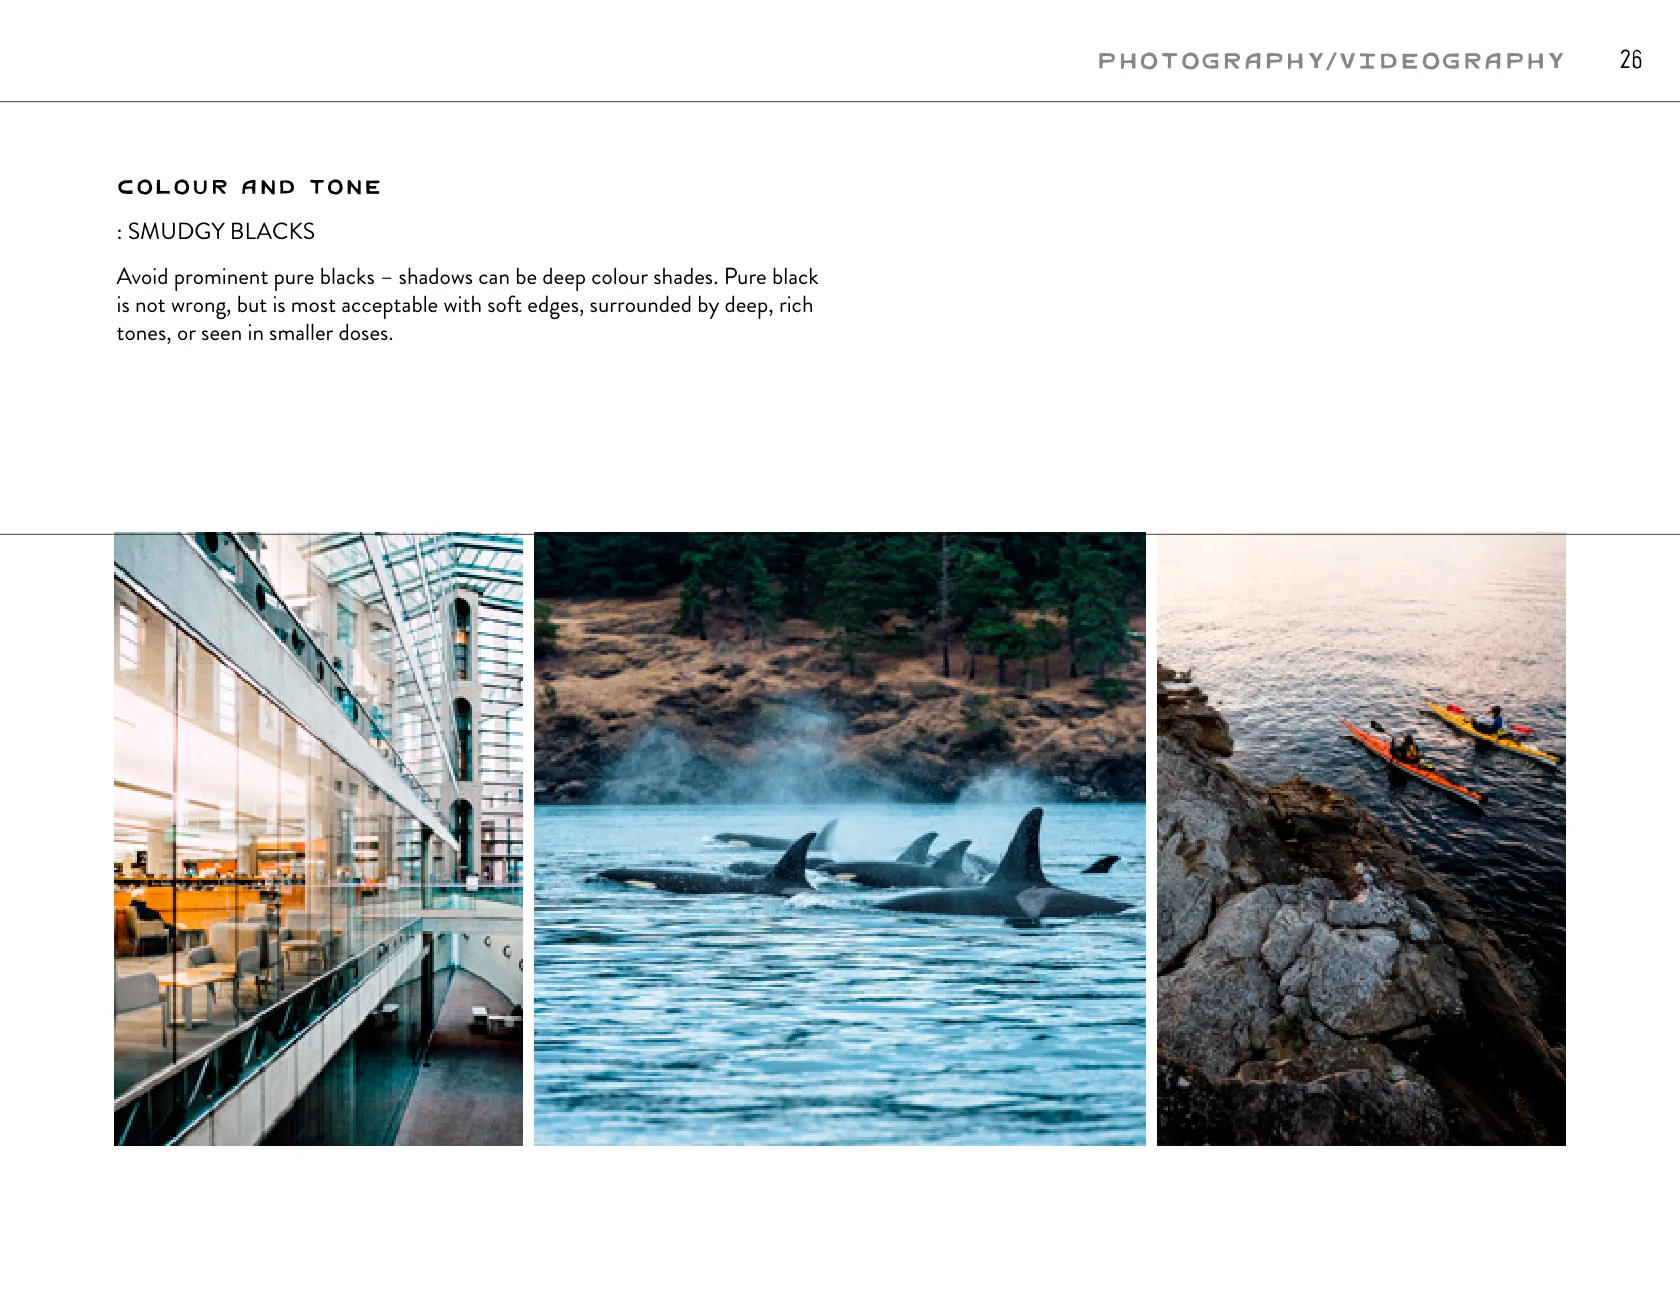 PHOTOGRAPHY/VIDEOGRAPHY 26
COLOUR AND TONE
: SMUDGY BLACKS
Avoid prominent pure blacks – shadows can be deep colour shades. Pure black
is not wrong, but is most acceptable with soft edges, surrounded by deep, rich
tones, or seen in smaller doses.